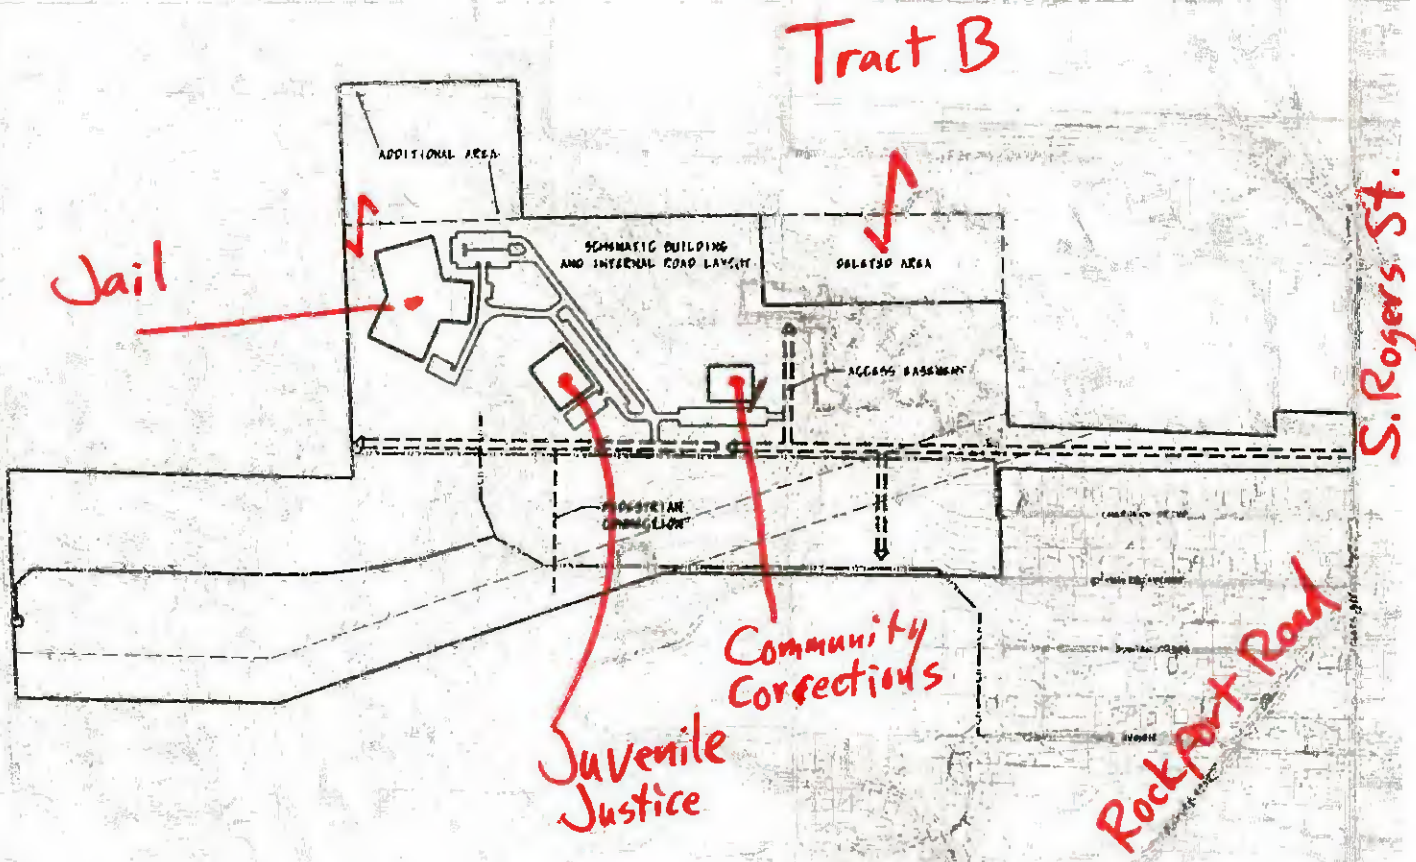 Tract B
ADDITIONAL AREA
S. Rogers St.
SCHEMATIC BUILDING
AND INTERNAL ROAD LAYOUT
DELETED AREA
Jail
ACCESS EASEMENT
PEDESTRIAN
CONNECTION
Community
Corrections
Rockport Road
Juvenile
Justice